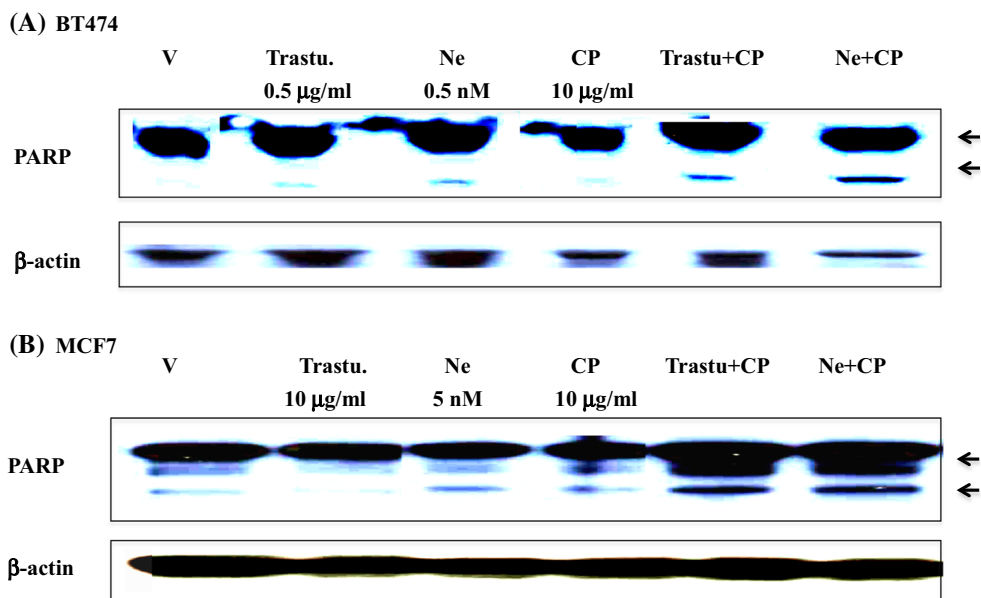 (A) BT474
V Trastu. Ne CP Trastu+CP Ne+CP
0.5 μg/ml 0.5 nM 10 μg/ml
PARP
β-actin
(B) MCF7
V Trastu. Ne CP Trastu+CP Ne+CP
10 μg/ml 5 nM 10 μg/ml
PARP
β-actin